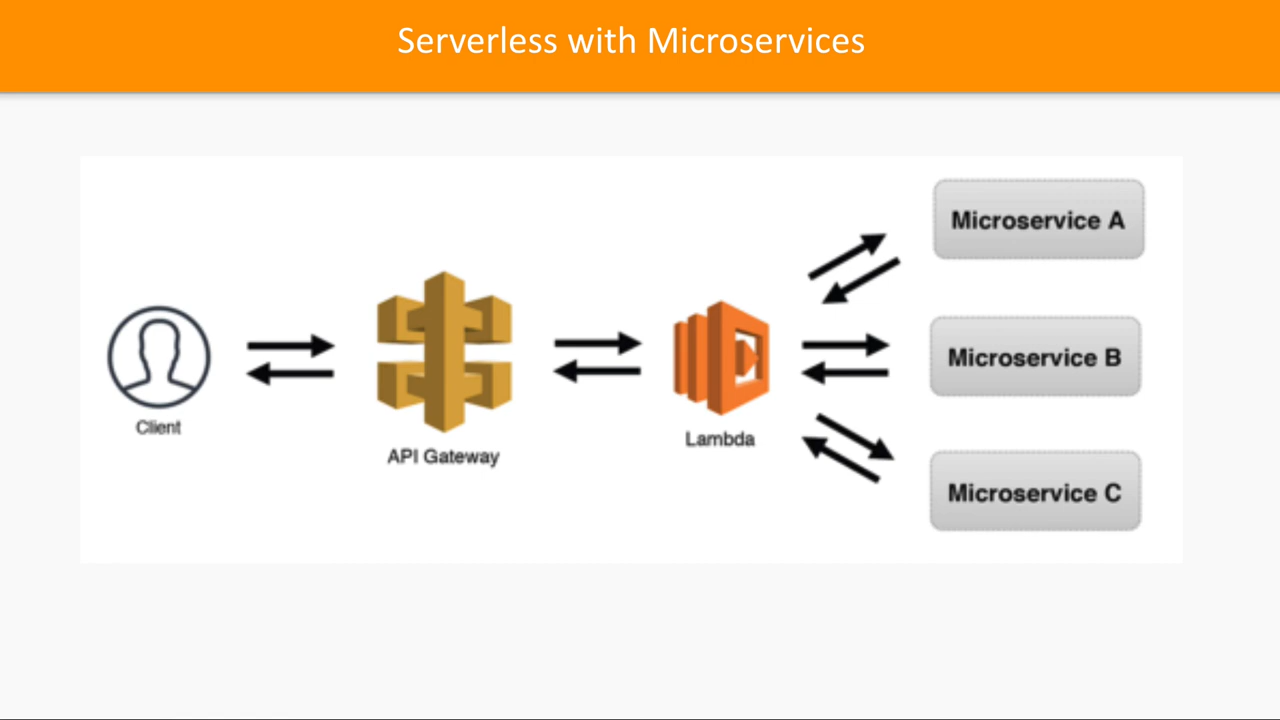 Serverless with Microservices
Microservice A
Microservice B
Client
Lambda
API Gateway
Microservice C